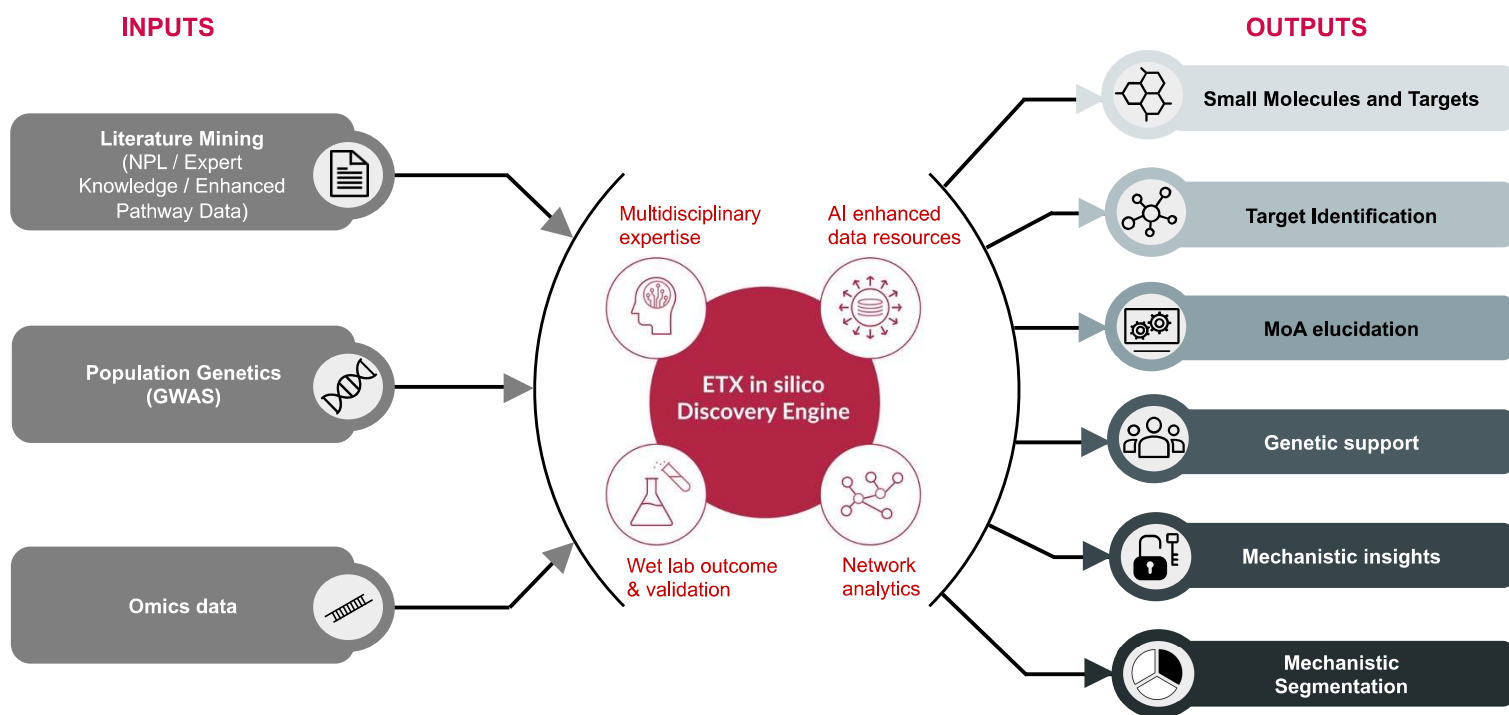 INPUTS
Literature Mining
(NPL / Expert
Knowledge / Enhanced
Pathway Data)
Population Genetics
(GWAS)
Omics data
Multidisciplinary
expertise
AI enhanced
data resources
ETX in silico
Discovery Engine
Wet lab outcome
& validation
Network
analytics
OUTPUTS
Small Molecules and Targets
Target Identification
MoA elucidation
Genetic support
Mechanistic insights
Mechanistic
Segmentation